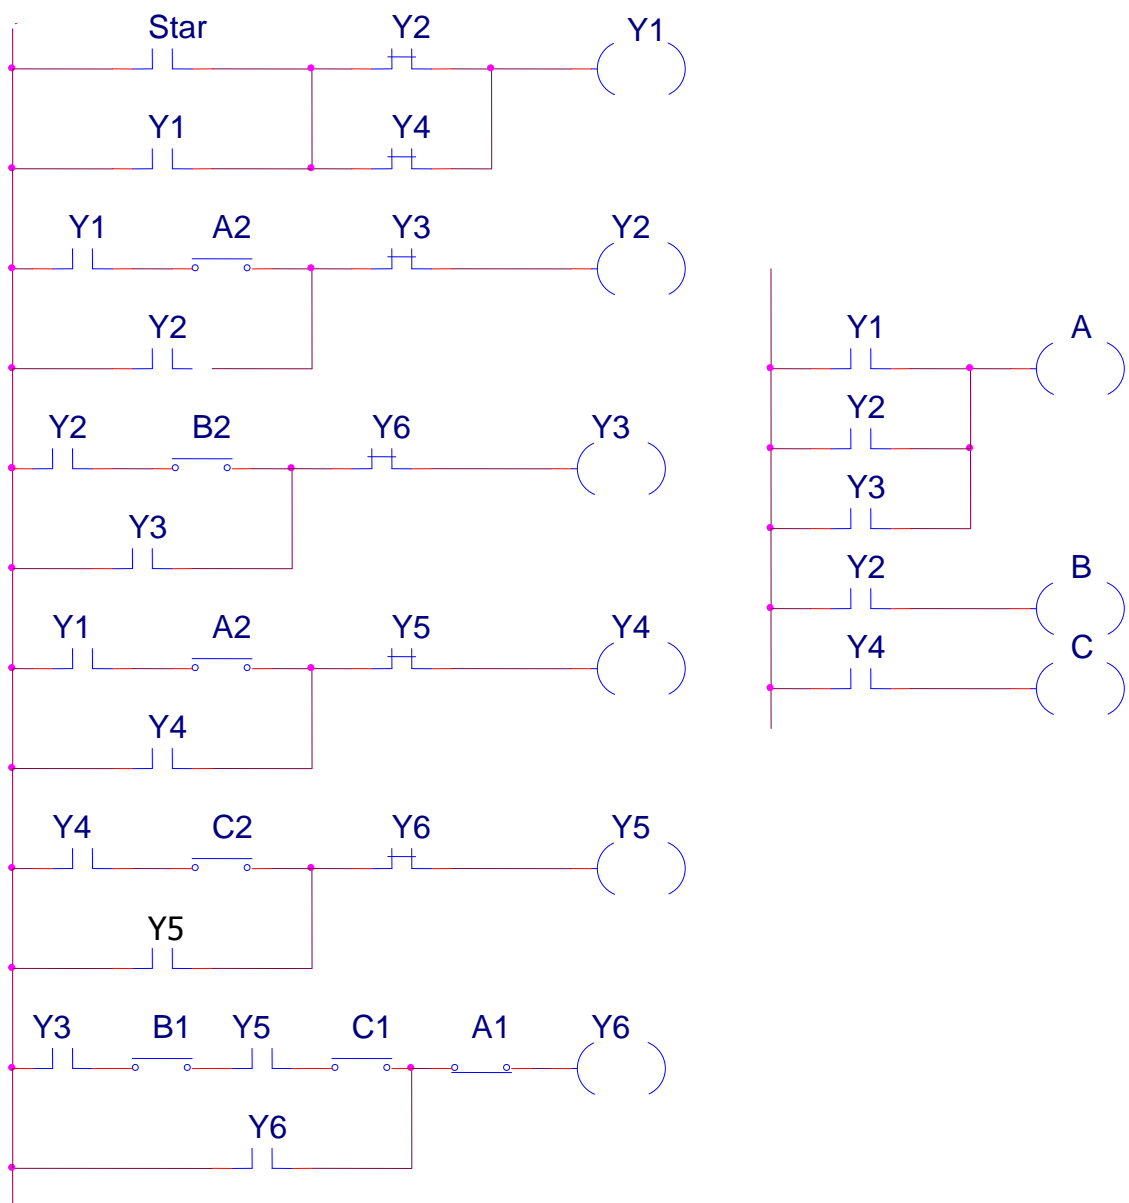 Star Y2 Y1
Y1 Y4
Y1 A2 Y3 Y2
Y2
Y2 B2 Y6 Y3
Y3
Y1 A2 Y5 Y4
Y4
Y4 C2 Y6 Y5
Y5
Y3 B1 Y5 C1 A1 Y6
Y6
Y1 A
Y2
Y3
Y2 B
Y4 C